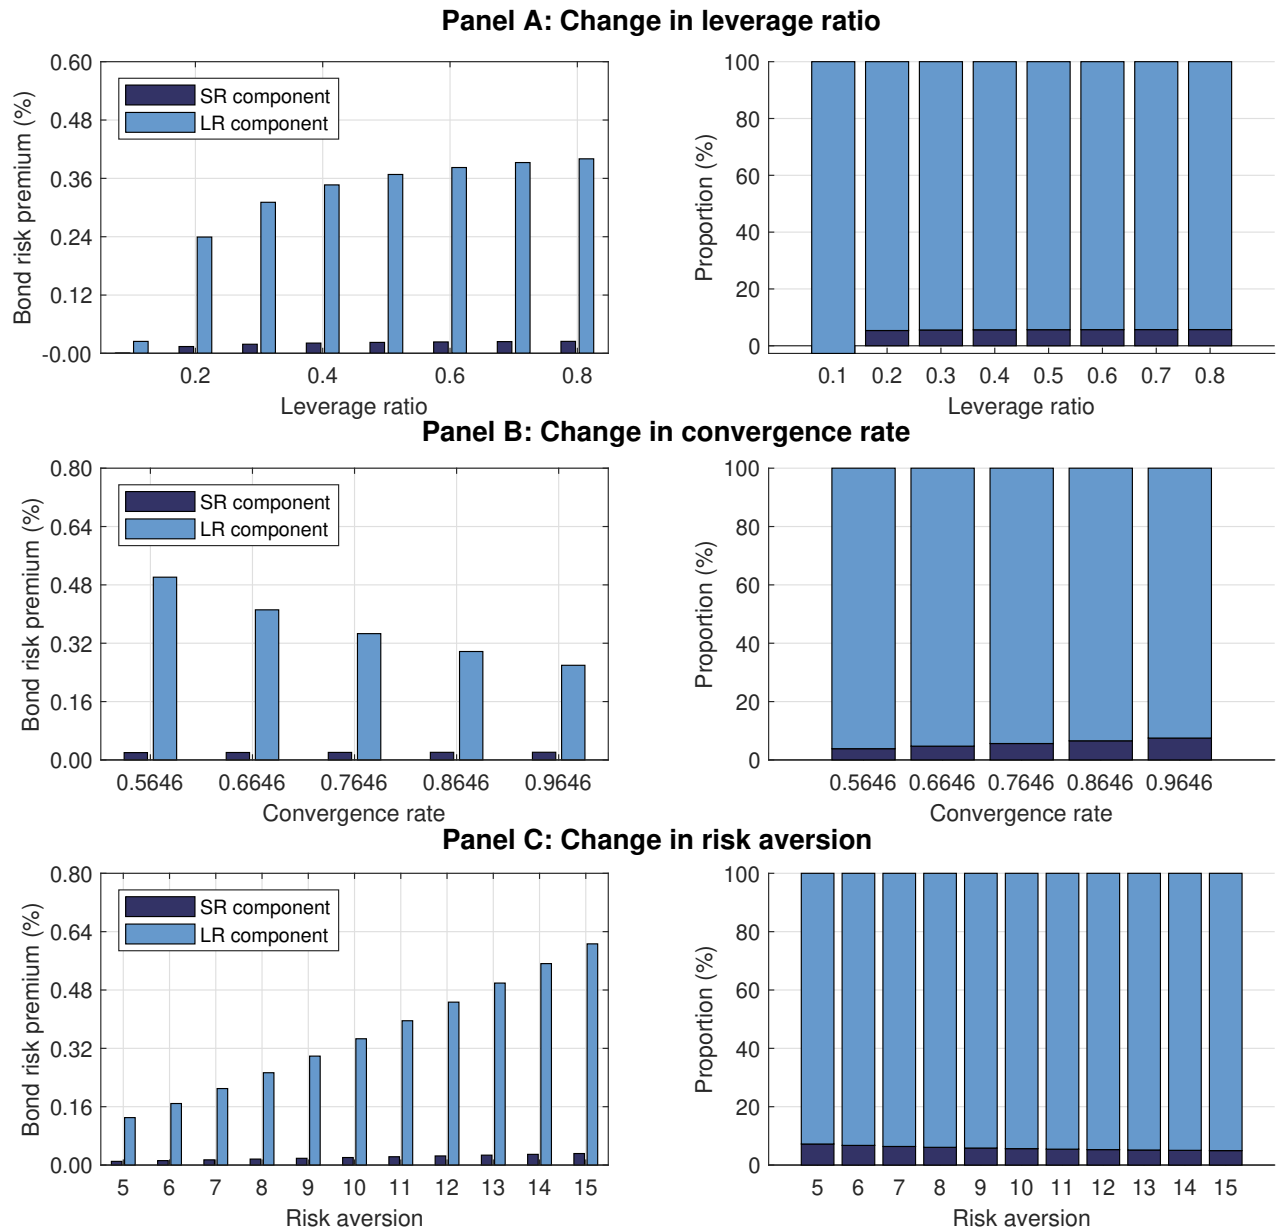 Panel A: Change in leverage ratio
Bond risk premium (%)
0.60
0.48
0.36
0.24
0.12
-0.00
SR component
LR component
0.2 0.4 0.6 0.8
Leverage ratio
Proportion (%)
100
80
60
40
20
0
0.1 0.2 0.3 0.4 0.5 0.6 0.7 0.8
Leverage ratio
Panel B: Change in convergence rate
Bond risk premium (%)
0.80
0.64
0.48
0.32
0.16
0.00
SR component
LR component
0.5646 0.6646 0.7646 0.8646 0.9646
Convergence rate
Proportion (%)
100
80
60
40
20
0
0.5646 0.6646 0.7646 0.8646 0.9646
Convergence rate
Panel C: Change in risk aversion
Bond risk premium (%)
0.80
0.64
0.48
0.32
0.16
0.00
SR component
LR component
5 6 7 8 9 10 11 12 13 14 15
Risk aversion
Proportion (%)
100
80
60
40
20
0
5 6 7 8 9 10 11 12 13 14 15
Risk aversion